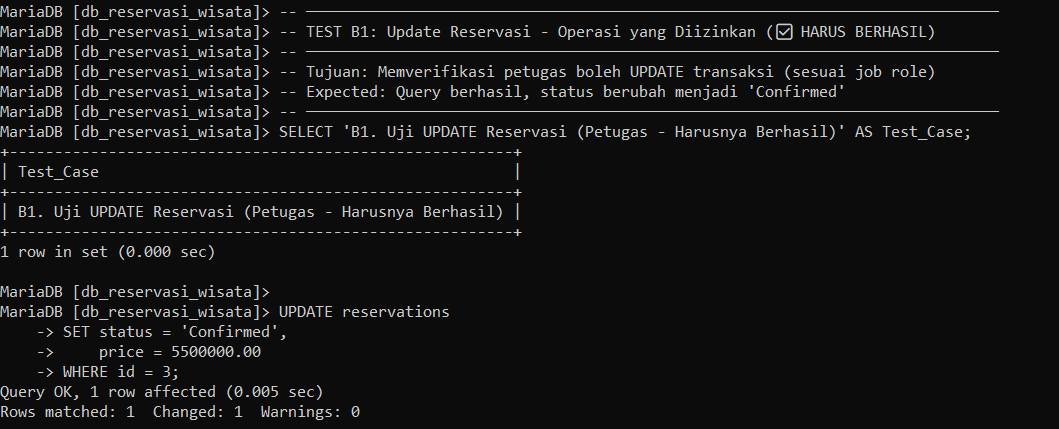 MariaDB [db_reservasi_wisata]> -- ─────────────────────────────────────────────────────────────────────────────
MariaDB [db_reservasi_wisata]> -- TEST B1: Update Reservasi - Operasi yang Diizinkan (☑ HARUS BERHASIL)
MariaDB [db_reservasi_wisata]> -- ─────────────────────────────────────────────────────────────────────────────
MariaDB [db_reservasi_wisata]> -- Tujuan: Memverifikasi petugas boleh UPDATE transaksi (sesuai job role)
MariaDB [db_reservasi_wisata]> -- Expected: Query berhasil, status berubah menjadi 'Confirmed'
MariaDB [db_reservasi_wisata]> -- ─────────────────────────────────────────────────────────────────────────────
MariaDB [db_reservasi_wisata]> SELECT 'B1. Uji UPDATE Reservasi (Petugas - Harusnya Berhasil)' AS Test_Case;
+--------------------------------------------------------+
| Test_Case                                              |
+--------------------------------------------------------+
| B1. Uji UPDATE Reservasi (Petugas - Harusnya Berhasil) |
+--------------------------------------------------------+
1 row in set (0.000 sec)

MariaDB [db_reservasi_wisata]>
MariaDB [db_reservasi_wisata]> UPDATE reservations
    -> SET status = 'Confirmed',
    ->     price = 5500000.00
    -> WHERE id = 3;
Query OK, 1 row affected (0.005 sec)
Rows matched: 1  Changed: 1  Warnings: 0